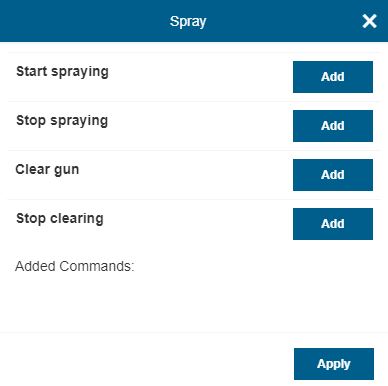 Spray
Start spraying Add
Stop spraying Add
Clear gun Add
Stop clearing Add
Added Commands:
Apply